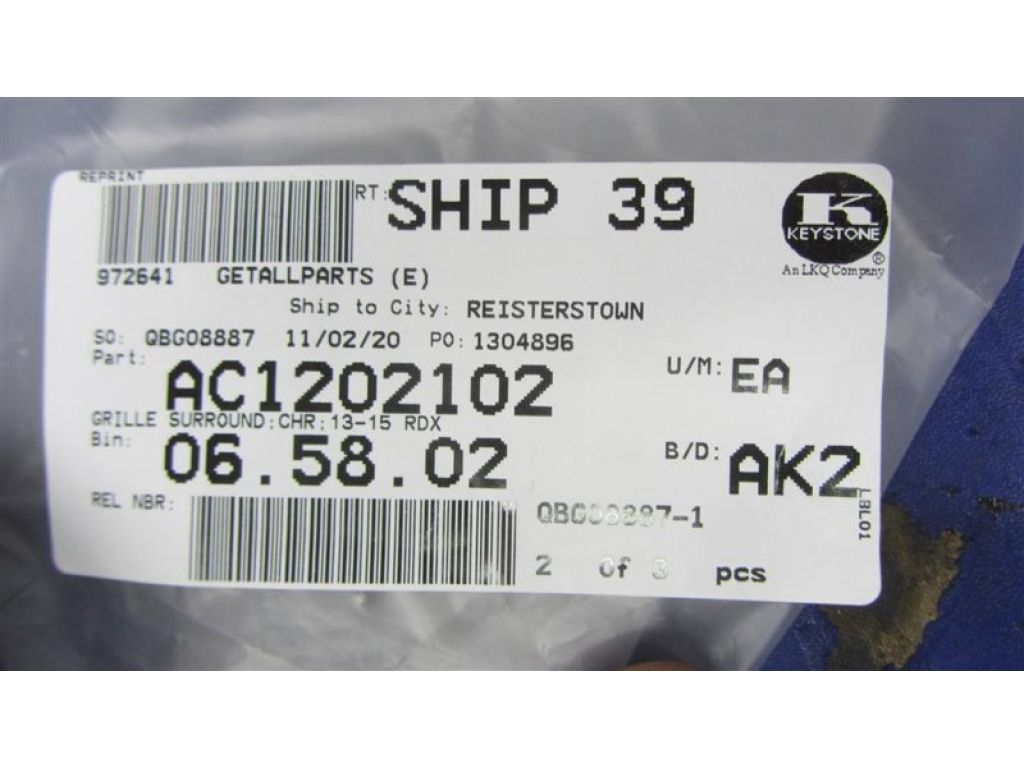 REPRINT
RT: SHIP 39
K
KEYSTONE
®
An LKQ Company
972641 GETALLPARTS (E)
Ship to City: REISTERSTOWN
SO: QBG08887 11/02/20 PO: 1304896
Part: AC1202102
U/M: EA
GRILLE SURROUND:CHR;13-15 RDX
Bin: 06.58.02
B/D: AK2
LBL01
REL NBR: QBG08887-1
2 Of 3 pcs